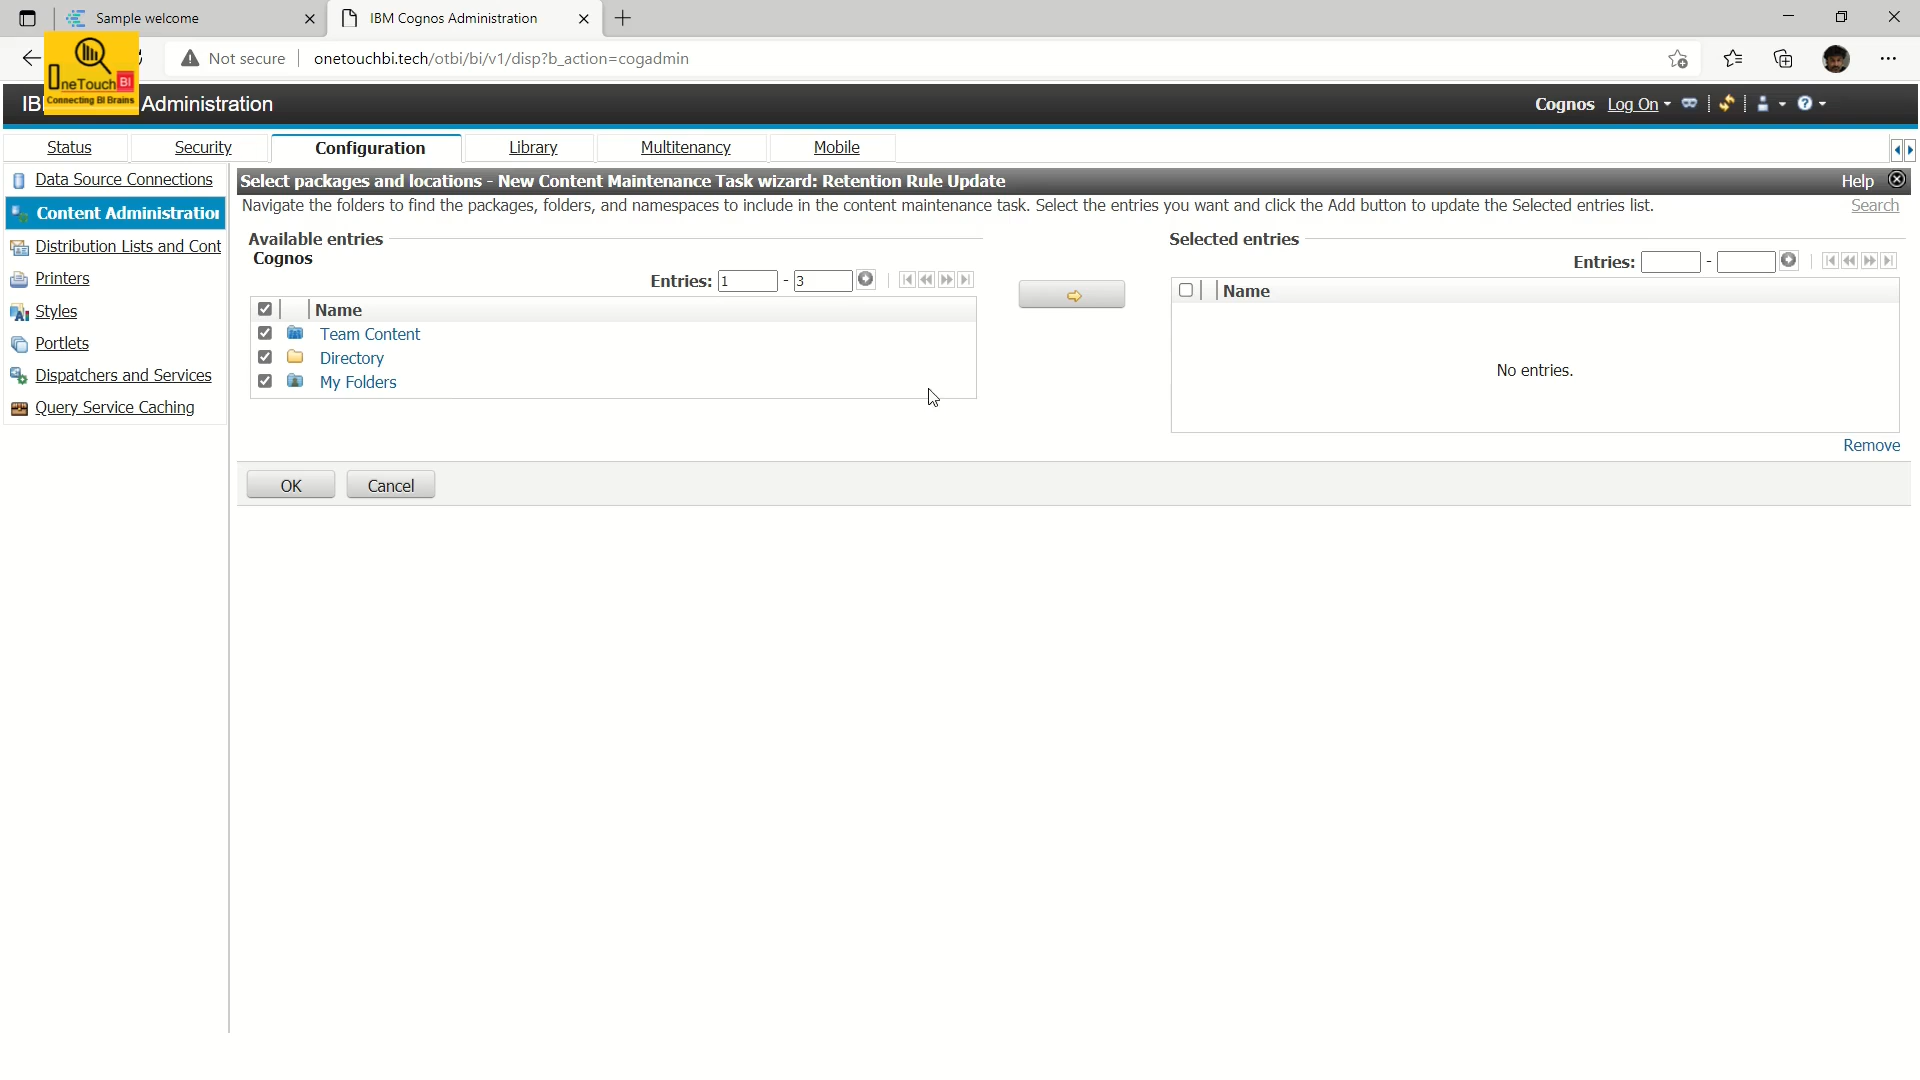 Sample welcome
IBM Cognos Administration
Not secure
onetouchbi.tech/otbi/bi/v1/disp?b_action=cogadmin
OneTouch BI
Connecting BI Brains
IB
Administration
Cognos Log On
Status
Security
Configuration
Library
Multitenancy
Mobile
Data Source Connections
Content Administration
Distribution Lists and Cont
Printers
Styles
Portlets
Dispatchers and Services
Query Service Caching
Select packages and locations - New Content Maintenance Task wizard: Retention Rule Update
Help
Navigate the folders to find the packages, folders, and namespaces to include in the content maintenance task. Select the entries you want and click the Add button to update the Selected entries list.
Search
Available entries
Cognos
Entries: 1 - 3
Name
Team Content
Directory
My Folders
Selected entries
Entries: -
Name
No entries.
Remove
OK
Cancel